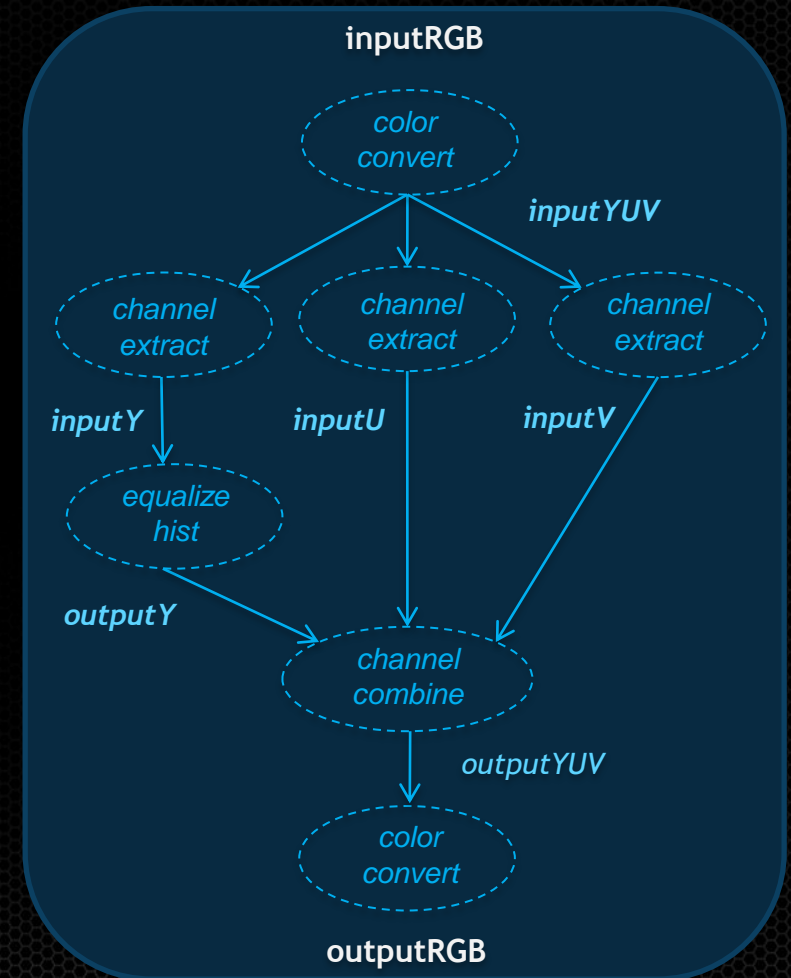 inputRGB
color
convert
inputYUV
channel
extract
channel
extract
channel
extract
inputY
inputU
inputV
equalize
hist
outputY
channel
combine
outputYUV
color
convert
outputRGB